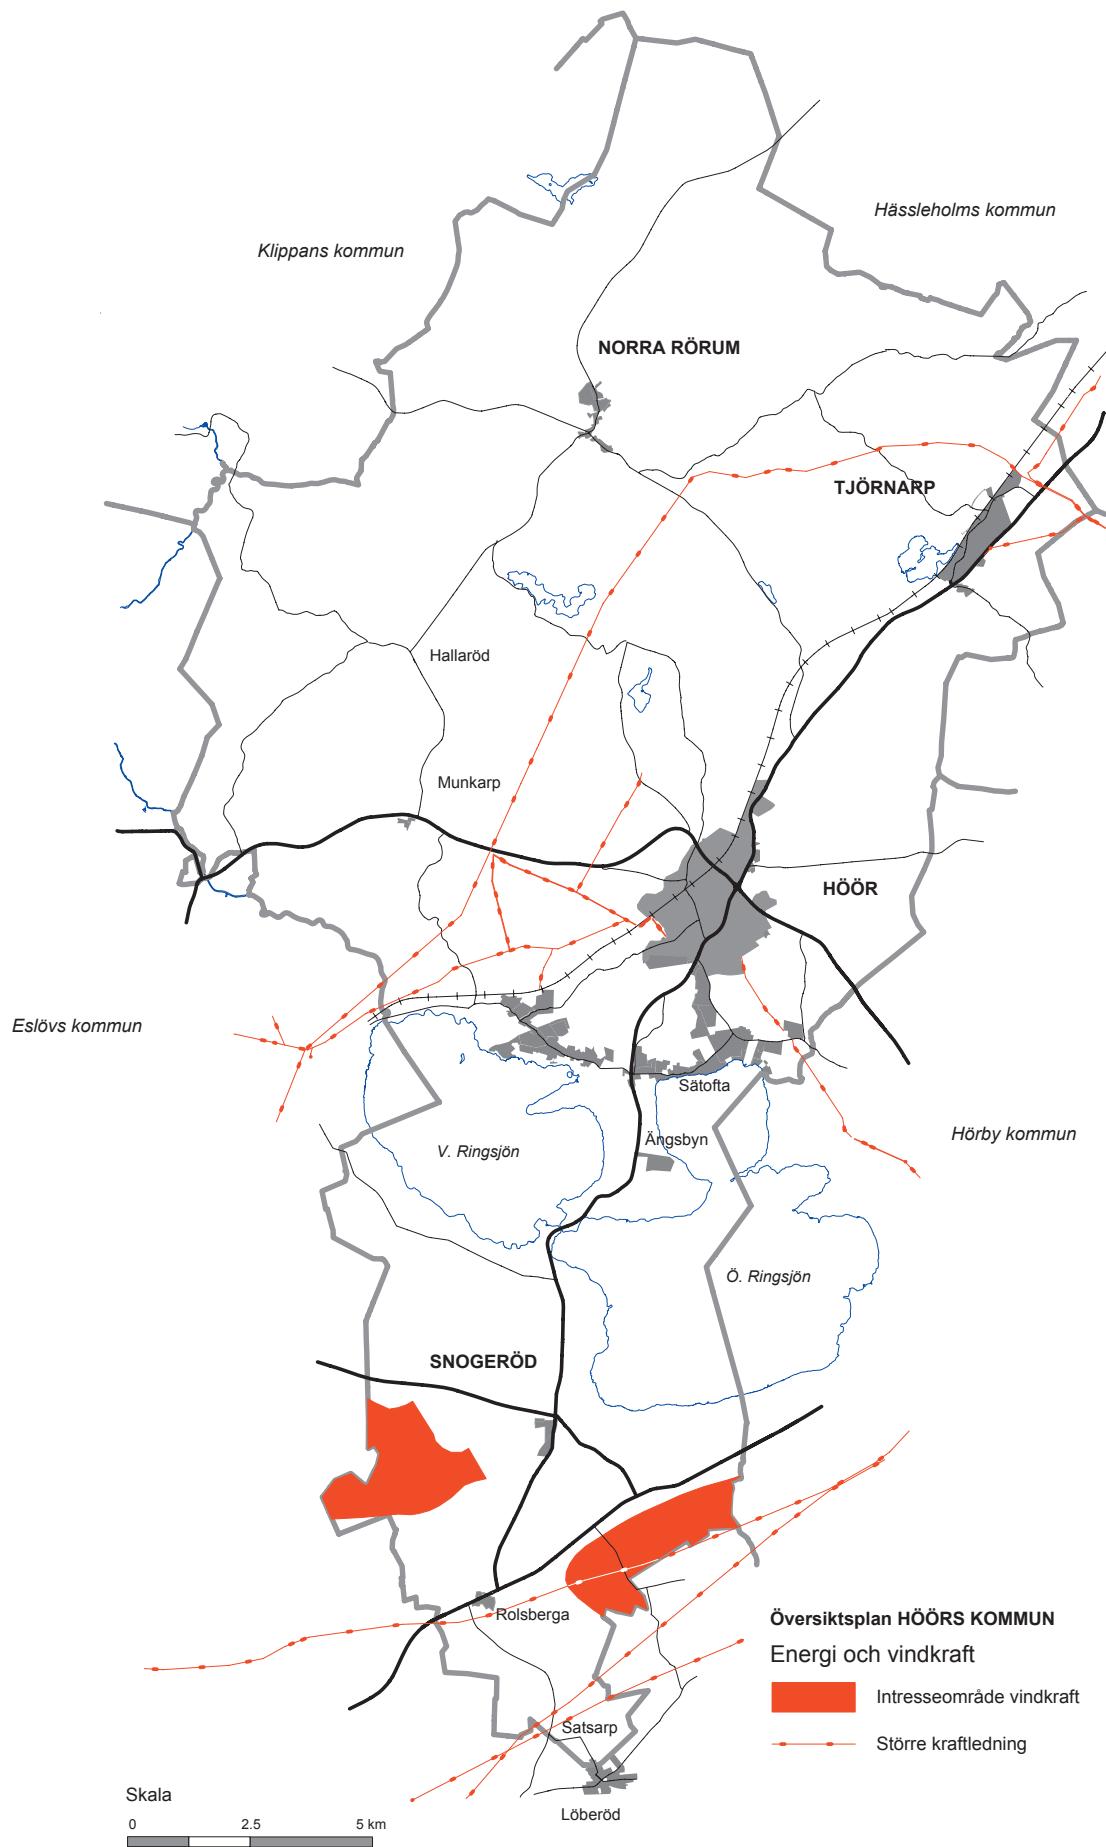 Hässleholms kommun
Klippans kommun
NORRA RÖRUM
TJÖRNARP
Hallaröd
Munkarp
HÖÖR
Eslövs kommun
Sätofta
Hörby kommun
Ängsbyn
V. Ringsjön
Ö. Ringsjön
SNOGERÖD
Rolsberga
Översiktsplan HÖÖRS KOMMUN
Energi och vindkraft
Intresseområde vindkraft
Större kraftledning
Satsarp
Löberöd
Skala
0 2.5 5 km